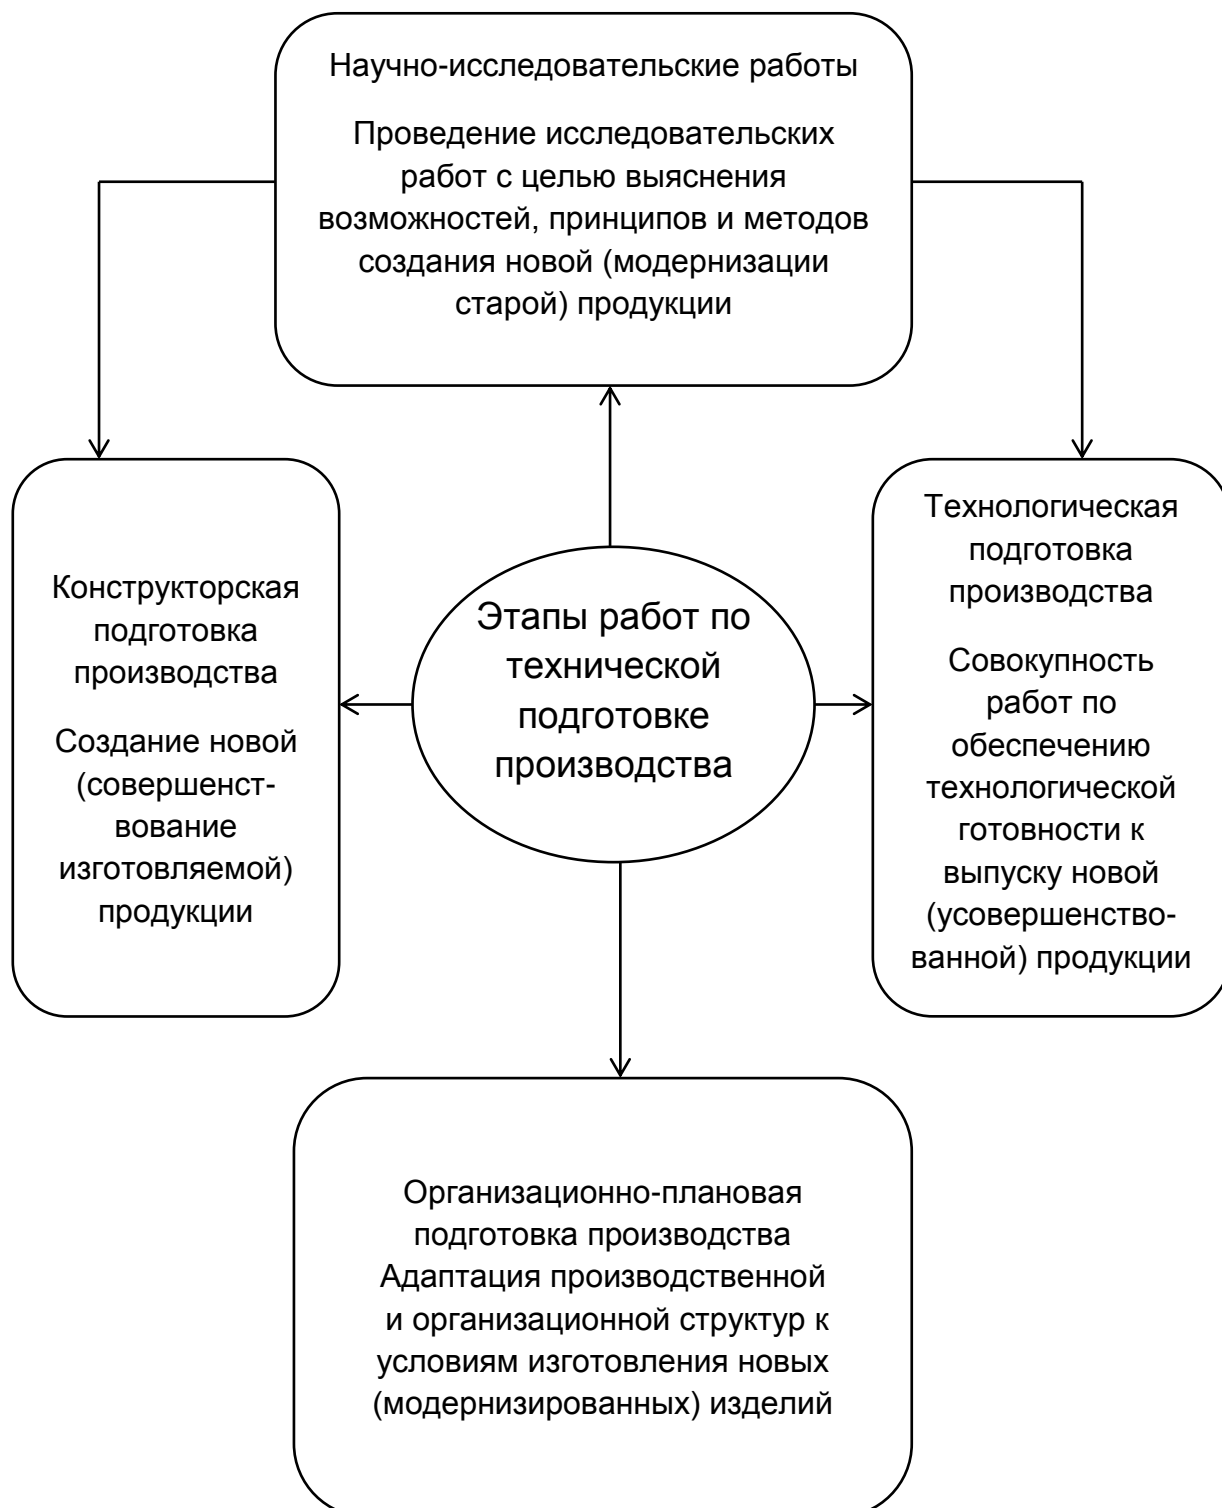 Научно-исследовательские работы
Проведение исследовательских
работ с целью выяснения
возможностей, принципов и методов
создания новой (модернизации
старой) продукции
Конструкторская
подготовка
производства
Создание новой
(совершенст-
вование
изготовляемой)
продукции
Этапы работ по
технической
подготовке
производства
Технологическая
подготовка
производства
Совокупность
работ по
обеспечению
технологической
готовности к
выпуску новой
(усовершенство-
ванной) продукции
Организационно-плановая
подготовка производства
Адаптация производственной
и организационной структур к
условиям изготовления новых
(модернизированных) изделий